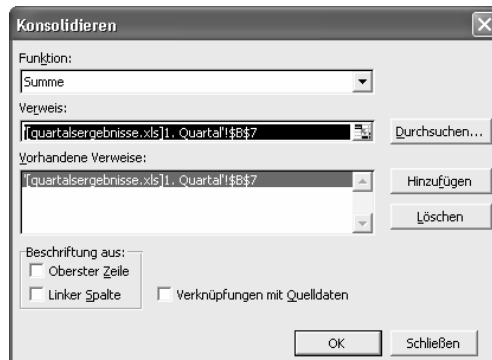 Konsolidieren
Funktion:
Summe
Verweis:
'[quartalsergebnisse.xls]1. Quartal'!$B$7
Durchsuchen...
Vorhandene Verweise:
'[quartalsergebnisse.xls]1. Quartal'!$B$7
Hinzufügen
Löschen
Beschriftung aus:
Oberster Zeile
Linker Spalte
Verknüpfungen mit Quelldaten
OK
Schließen